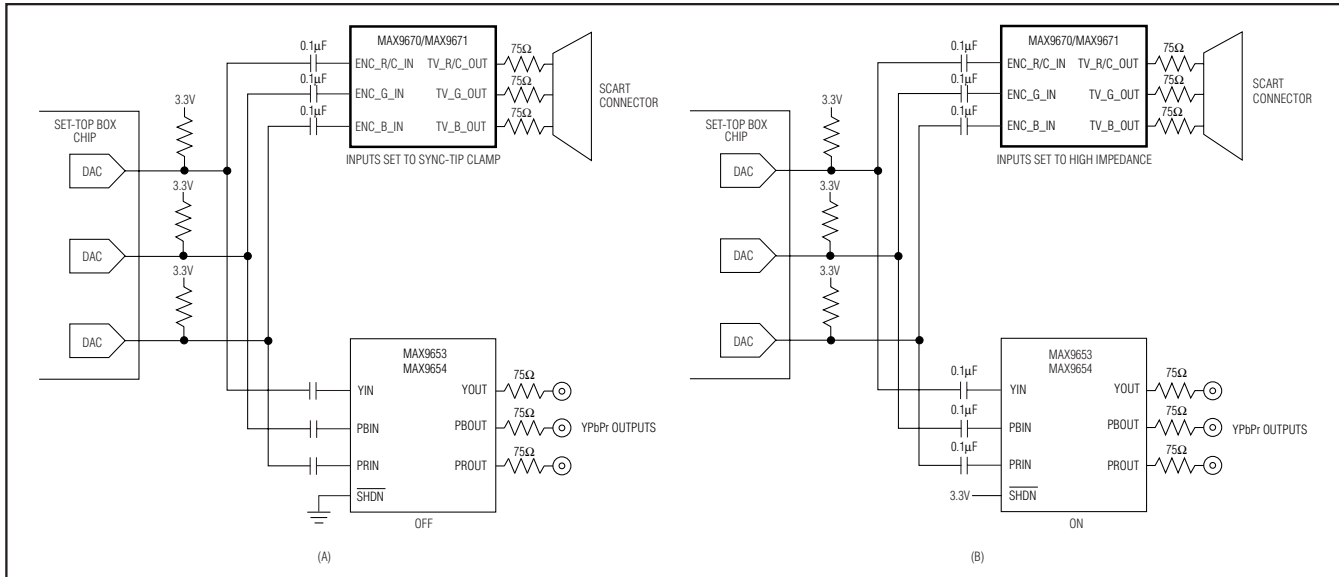 0.1µF
MAX9670/MAX9671
75Ω
ENC_R/C_IN
TV_R/C_OUT
0.1µF
75Ω
ENC_G_IN
TV_G_OUT
0.1µF
75Ω
ENC_B_IN
TV_B_OUT
SCART
CONNECTOR
INPUTS SET TO SYNC-TIP CLAMP
SET-TOP BOX
CHIP
3.3V
DAC
3.3V
DAC
3.3V
DAC
MAX9653
MAX9654
YIN
YOUT
75Ω
PBIN
PBOUT
75Ω
YPbPr OUTPUTS
PRIN
PROUT
75Ω
SHDN
OFF
(A)
0.1µF
MAX9670/MAX9671
75Ω
ENC_R/C_IN
TV_R/C_OUT
0.1µF
75Ω
ENC_G_IN
TV_G_OUT
0.1µF
75Ω
ENC_B_IN
TV_B_OUT
SCART
CONNECTOR
INPUTS SET TO HIGH IMPEDANCE
SET-TOP BOX
CHIP
3.3V
DAC
3.3V
DAC
3.3V
DAC
MAX9653
MAX9654
0.1µF
YIN
YOUT
75Ω
0.1µF
PBIN
PBOUT
75Ω
YPbPr OUTPUTS
0.1µF
PRIN
PROUT
75Ω
3.3V
SHDN
ON
(B)